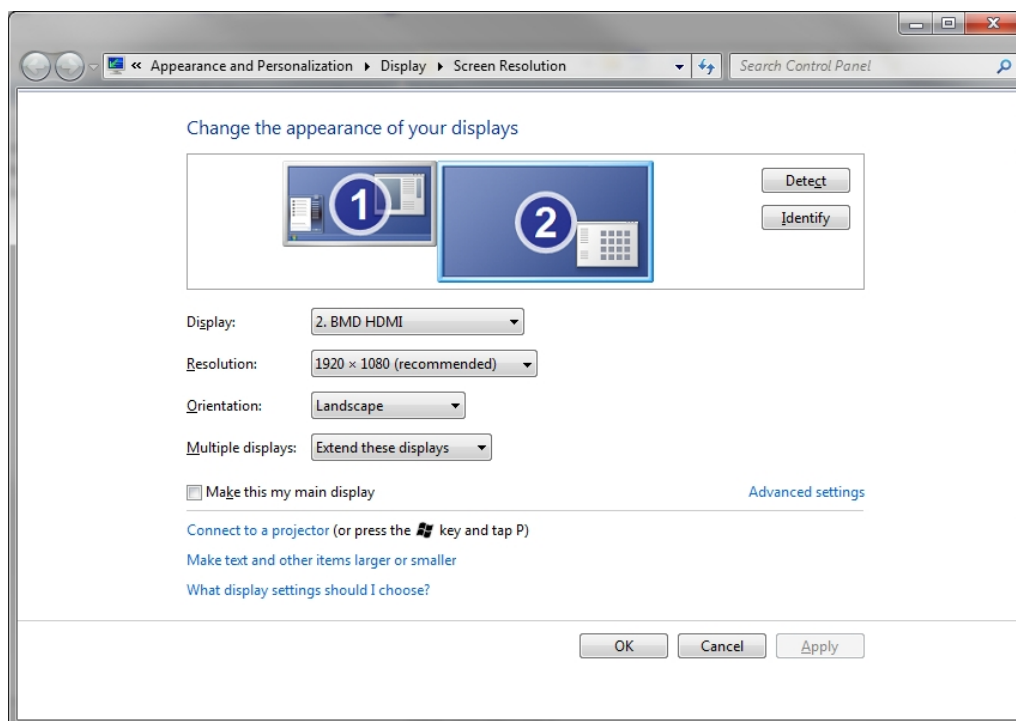 « Appearance and Personalization ▸ Display ▸ Screen Resolution Search Control Panel
Change the appearance of your displays
1 2
Detect
Identify
Display: 2. BMD HDMI
Resolution: 1920 × 1080 (recommended)
Orientation: Landscape
Multiple displays: Extend these displays
Make this my main display Advanced settings
Connect to a projector (or press the key and tap P)
Make text and other items larger or smaller
What display settings should I choose?
OK Cancel Apply